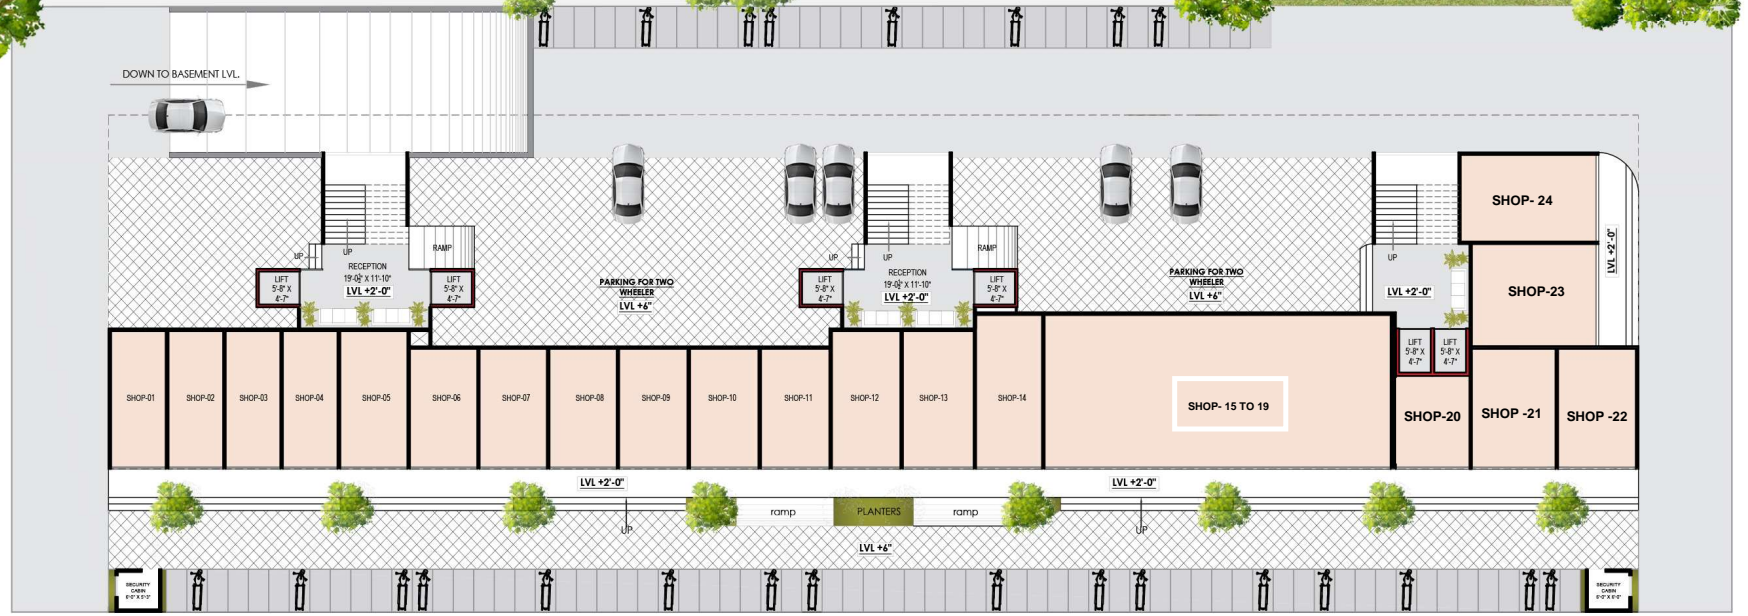 DOWN TO BASEMENT LVL.
SHOP- 24
LVL +2'-0"
UP
UP
RAMP
RECEPTION
19'-0½" X 11'-10"
LVL +2'-0"
LIFT
5'-8" X
4'-7"
LIFT
5'-8" X
4'-7"
PARKING FOR TWO
WHEELER
LVL +6"
UP
UP
RAMP
RECEPTION
19'-0½" X 11'-10"
LVL +2'-0"
LIFT
5'-8" X
4'-7"
LIFT
5'-8" X
4'-7"
PARKING FOR TWO
WHEELER
LVL +6"
UP
LVL +2'-0"
SHOP-23
LIFT
5'-8" X
4'-7"
LIFT
5'-8" X
4'-7"
SHOP-01
SHOP-02
SHOP-03
SHOP-04
SHOP-05
SHOP-06
SHOP-07
SHOP-08
SHOP-09
SHOP-10
SHOP-11
SHOP-12
SHOP-13
SHOP-14
SHOP- 15 TO 19
SHOP-20
SHOP -21
SHOP -22
LVL +2'-0"
LVL +2'-0"
ramp
PLANTERS
ramp
UP
UP
LVL +6"
SECURITY
CABIN
SECURITY
CABIN